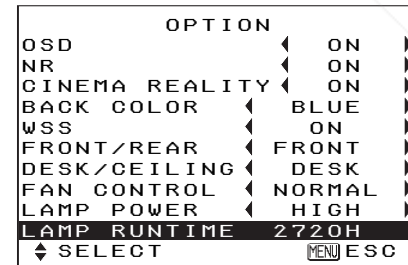 OPTION
OSD ON
NR ON
CINEMA REALITY ON
BACK COLOR BLUE
WSS ON
FRONT/REAR FRONT
DESK/CEILING DESK
FAN CONTROL NORMAL
LAMP POWER HIGH
LAMP RUNTIME 2720H
SELECT MENU ESC